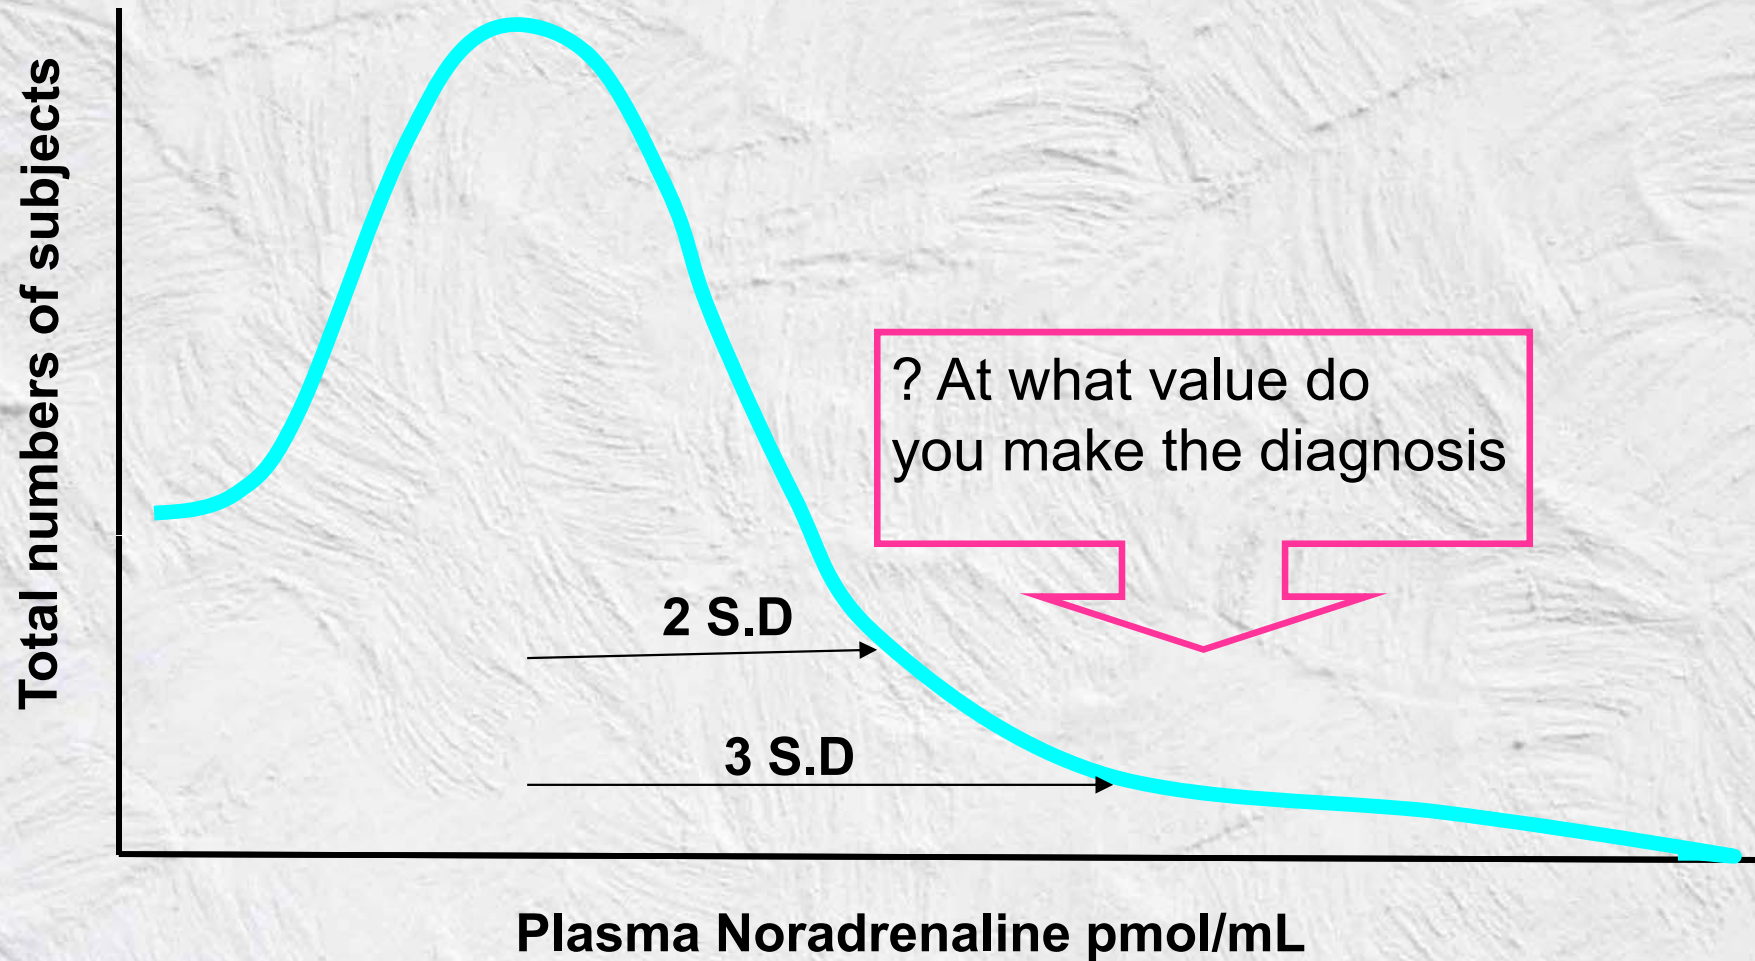 Total numbers of subjects
? At what value do
you make the diagnosis
2 S.D
3 S.D
Plasma Noradrenaline pmol/mL